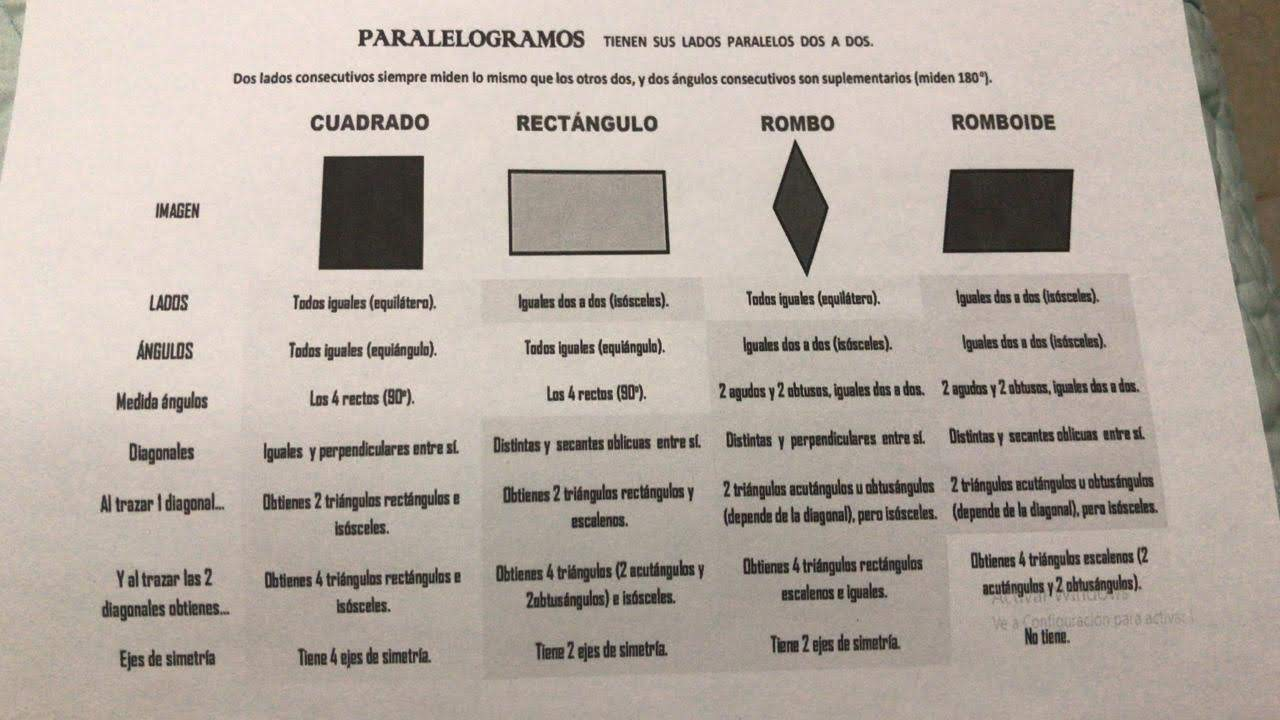 PARALELOGRAMOS TIENEN SUS LADOS PARALELOS DOS A DOS.
Dos lados consecutivos siempre miden lo mismo que los otros dos, y dos ángulos consecutivos son suplementarios (miden 180°).
CUADRADO RECTÁNGULO ROMBO ROMBOIDE
IMAGEN
LADOS Todos iguales (equilátero). Iguales dos a dos (isósceles). Todos iguales (equilátero). Iguales dos a dos (isósceles).
ÁNGULOS Todos iguales (equiángulo). Todos iguales (equiángulo). Iguales dos a dos (isósceles). Iguales dos a dos (isósceles).
Medida ángulos Los 4 rectos (90º). Los 4 rectos (90º). 2 agudos y 2 obtusos, iguales dos a dos. 2 agudos y 2 obtusos, iguales dos a dos.
Diagonales Iguales y perpendiculares entre sí. Distintas y secantes oblicuas entre sí. Distintas y perpendiculares entre sí. Distintas y secantes oblicuas entre sí.
Al trazar 1 diagonal... Obtienes 2 triángulos rectángulos e
isósceles. Obtienes 2 triángulos rectángulos y
escalenos. 2 triángulos acutángulos u obtusángulos
(depende de la diagonal), pero isósceles. 2 triángulos acutángulos u obtusángulos
(depende de la diagonal), pero isósceles.
Y al trazar las 2
diagonales obtienes... Obtienes 4 triángulos rectángulos e
isósceles. Obtienes 4 triángulos (2 acutángulos y
2obtusángulos) e isósceles. Obtienes 4 triángulos rectángulos
escalenos e iguales. Obtienes 4 triángulos escalenos (2
acutángulos y 2 obtusángulos).
Activar Windows
Ve a Configuración para activar
Ejes de simetría Tiene 4 ejes de simetría. Tiene 2 ejes de simetría. Tiene 2 ejes de simetría. No tiene.